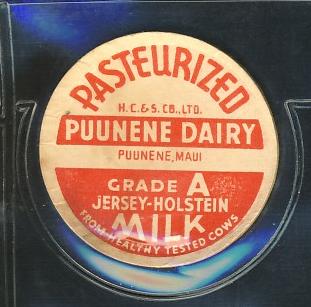 PASTEURIZED
H.C.& S. CO., LTD.
PUUNENE DAIRY
PUUNENE, MAUI
GRADE A
JERSEY-HOLSTEIN
MILK
FROM HEALTHY TESTED COWS